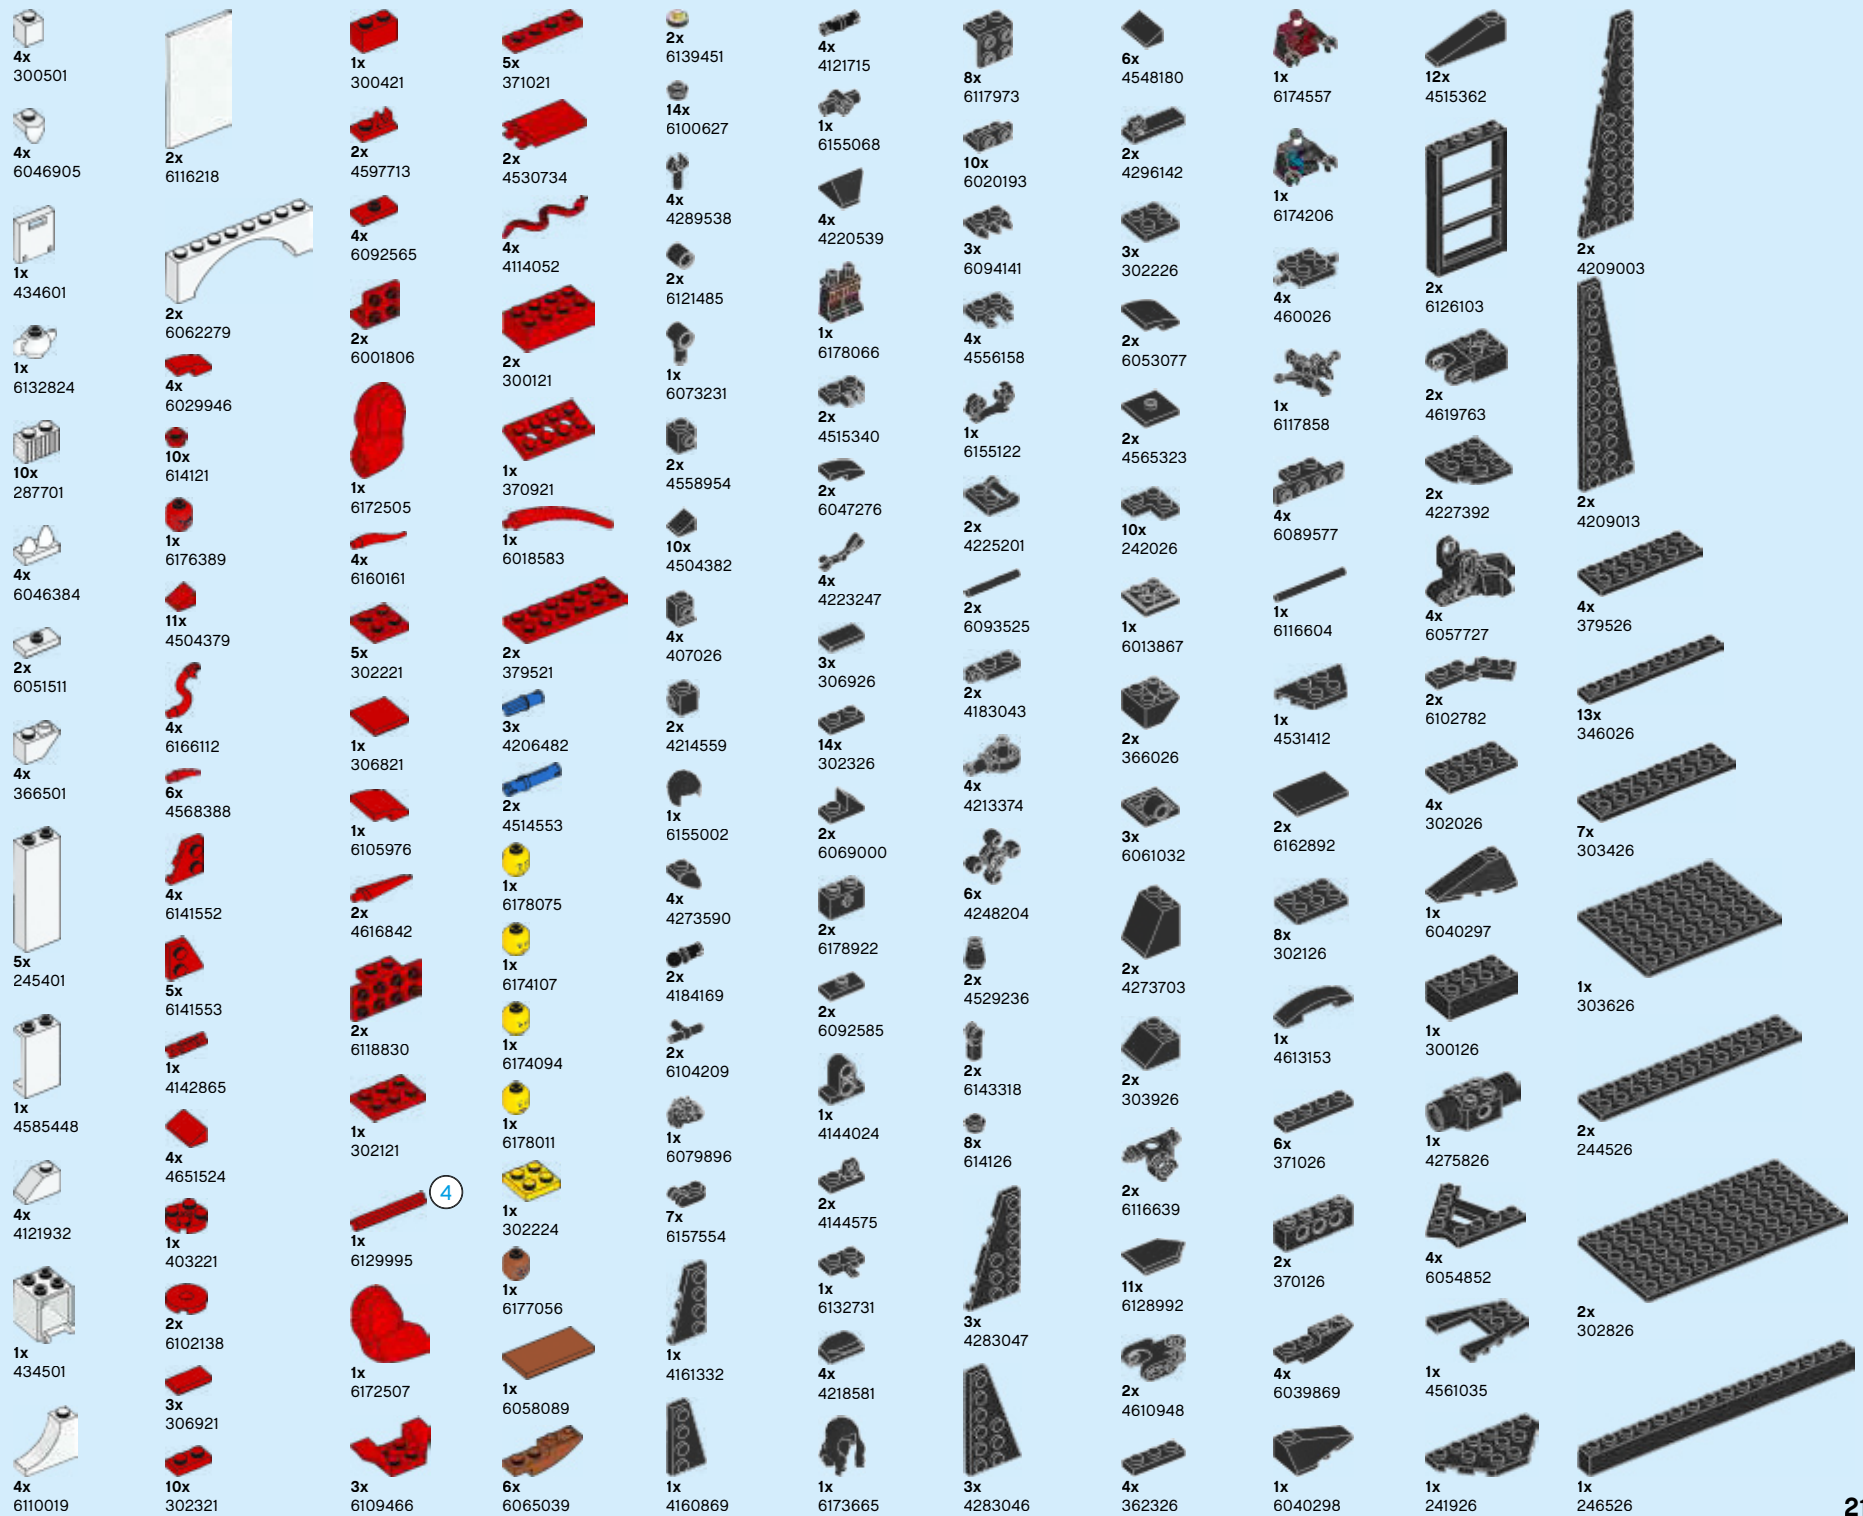 4x
300501
4x
6046905
1x
434601
1x
6132824
10x
287701
4x
6046384
2x
6051511
4x
366501
5x
245401
1x
4585448
4x
4121932
1x
434501
4x
6110019
2x
6116218
2x
6062279
4x
6029946
10x
614121
1x
6176389
11x
4504379
4x
6166112
6x
4568388
4x
6141552
5x
6141553
1x
4142865
4x
4651524
1x
403221
2x
6102138
3x
306921
10x
302321
1x
300421
2x
4597713
4x
6092565
2x
6001806
1x
6172505
4x
6160161
5x
302221
1x
306821
1x
6105976
2x
4616842
2x
6118830
1x
302121
4
1x
6129995
1x
6172507
3x
6109466
5x
371021
2x
4530734
4x
4114052
2x
300121
1x
370921
1x
6018583
2x
379521
3x
4206482
2x
4514553
1x
6178075
1x
6174107
1x
6174094
1x
6178011
1x
302224
1x
6177056
1x
6058089
6x
6065039
2x
6139451
14x
6100627
4x
4289538
2x
6121485
1x
6073231
2x
4558954
10x
4504382
4x
407026
2x
4214559
1x
6155002
4x
4273590
2x
4184169
2x
6104209
1x
6079896
7x
6157554
1x
4161332
1x
4160869
4x
4121715
1x
6155068
4x
4220539
1x
6178066
2x
4515340
2x
6047276
4x
4223247
3x
306926
14x
302326
2x
6069000
2x
6178922
2x
6092585
1x
4144024
2x
4144575
1x
6132731
4x
4218581
1x
6173665
8x
6117973
10x
6020193
3x
6094141
4x
4556158
1x
6155122
2x
4225201
2x
6093525
2x
4183043
4x
4213374
6x
4248204
2x
4529236
2x
6143318
8x
614126
3x
4283047
3x
4283046
6x
4548180
2x
4296142
3x
302226
2x
6053077
2x
4565323
10x
242026
1x
6013867
2x
366026
3x
6061032
2x
4273703
2x
303926
2x
6116639
11x
6128992
2x
4610948
4x
362326
1x
6174557
1x
6174206
4x
460026
1x
6117858
4x
6089577
1x
6116604
1x
4531412
2x
6162892
8x
302126
1x
4613153
6x
371026
2x
370126
4x
6039869
1x
6040298
12x
4515362
2x
6126103
2x
4619763
2x
4227392
4x
6057727
2x
6102782
4x
302026
1x
6040297
1x
300126
1x
4275826
4x
6054852
1x
4561035
1x
241926
2x
4209003
2x
4209013
4x
379526
13x
346026
7x
303426
1x
303626
2x
244526
2x
302826
1x
246526